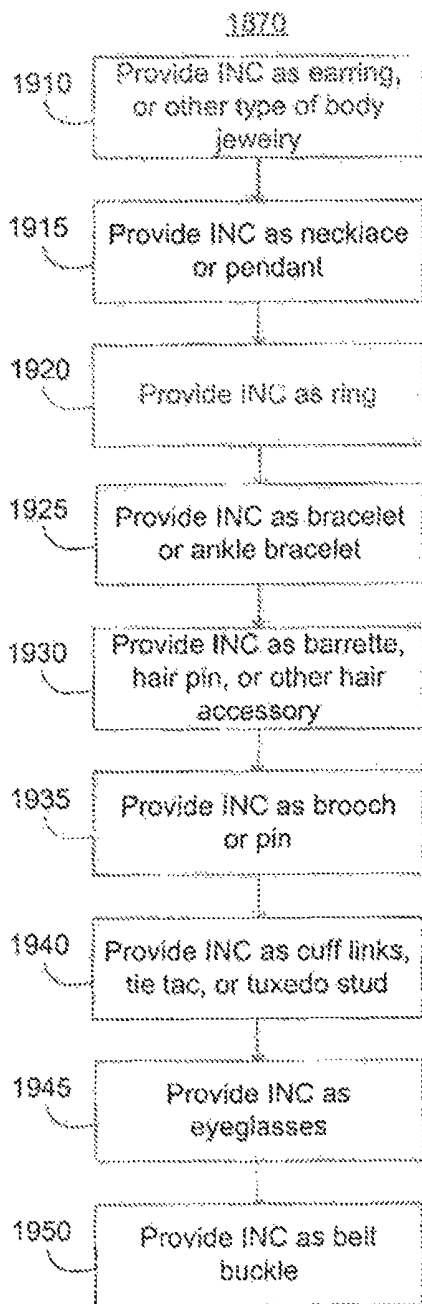 1870
1910
Provide INC as earring,
or other type of body
jewelry
1915
Provide INC as necklace
or pendant
1920
Provide INC as ring
1925
Provide INC as bracelet
or ankle bracelet
1930
Provide INC as barrette,
hair pin, or other hair
accessory
1935
Provide INC as brooch
or pin
1940
Provide INC as cuff links,
tie tac, or tuxedo stud
1945
Provide INC as
eyeglasses
1950
Provide INC as belt
buckle